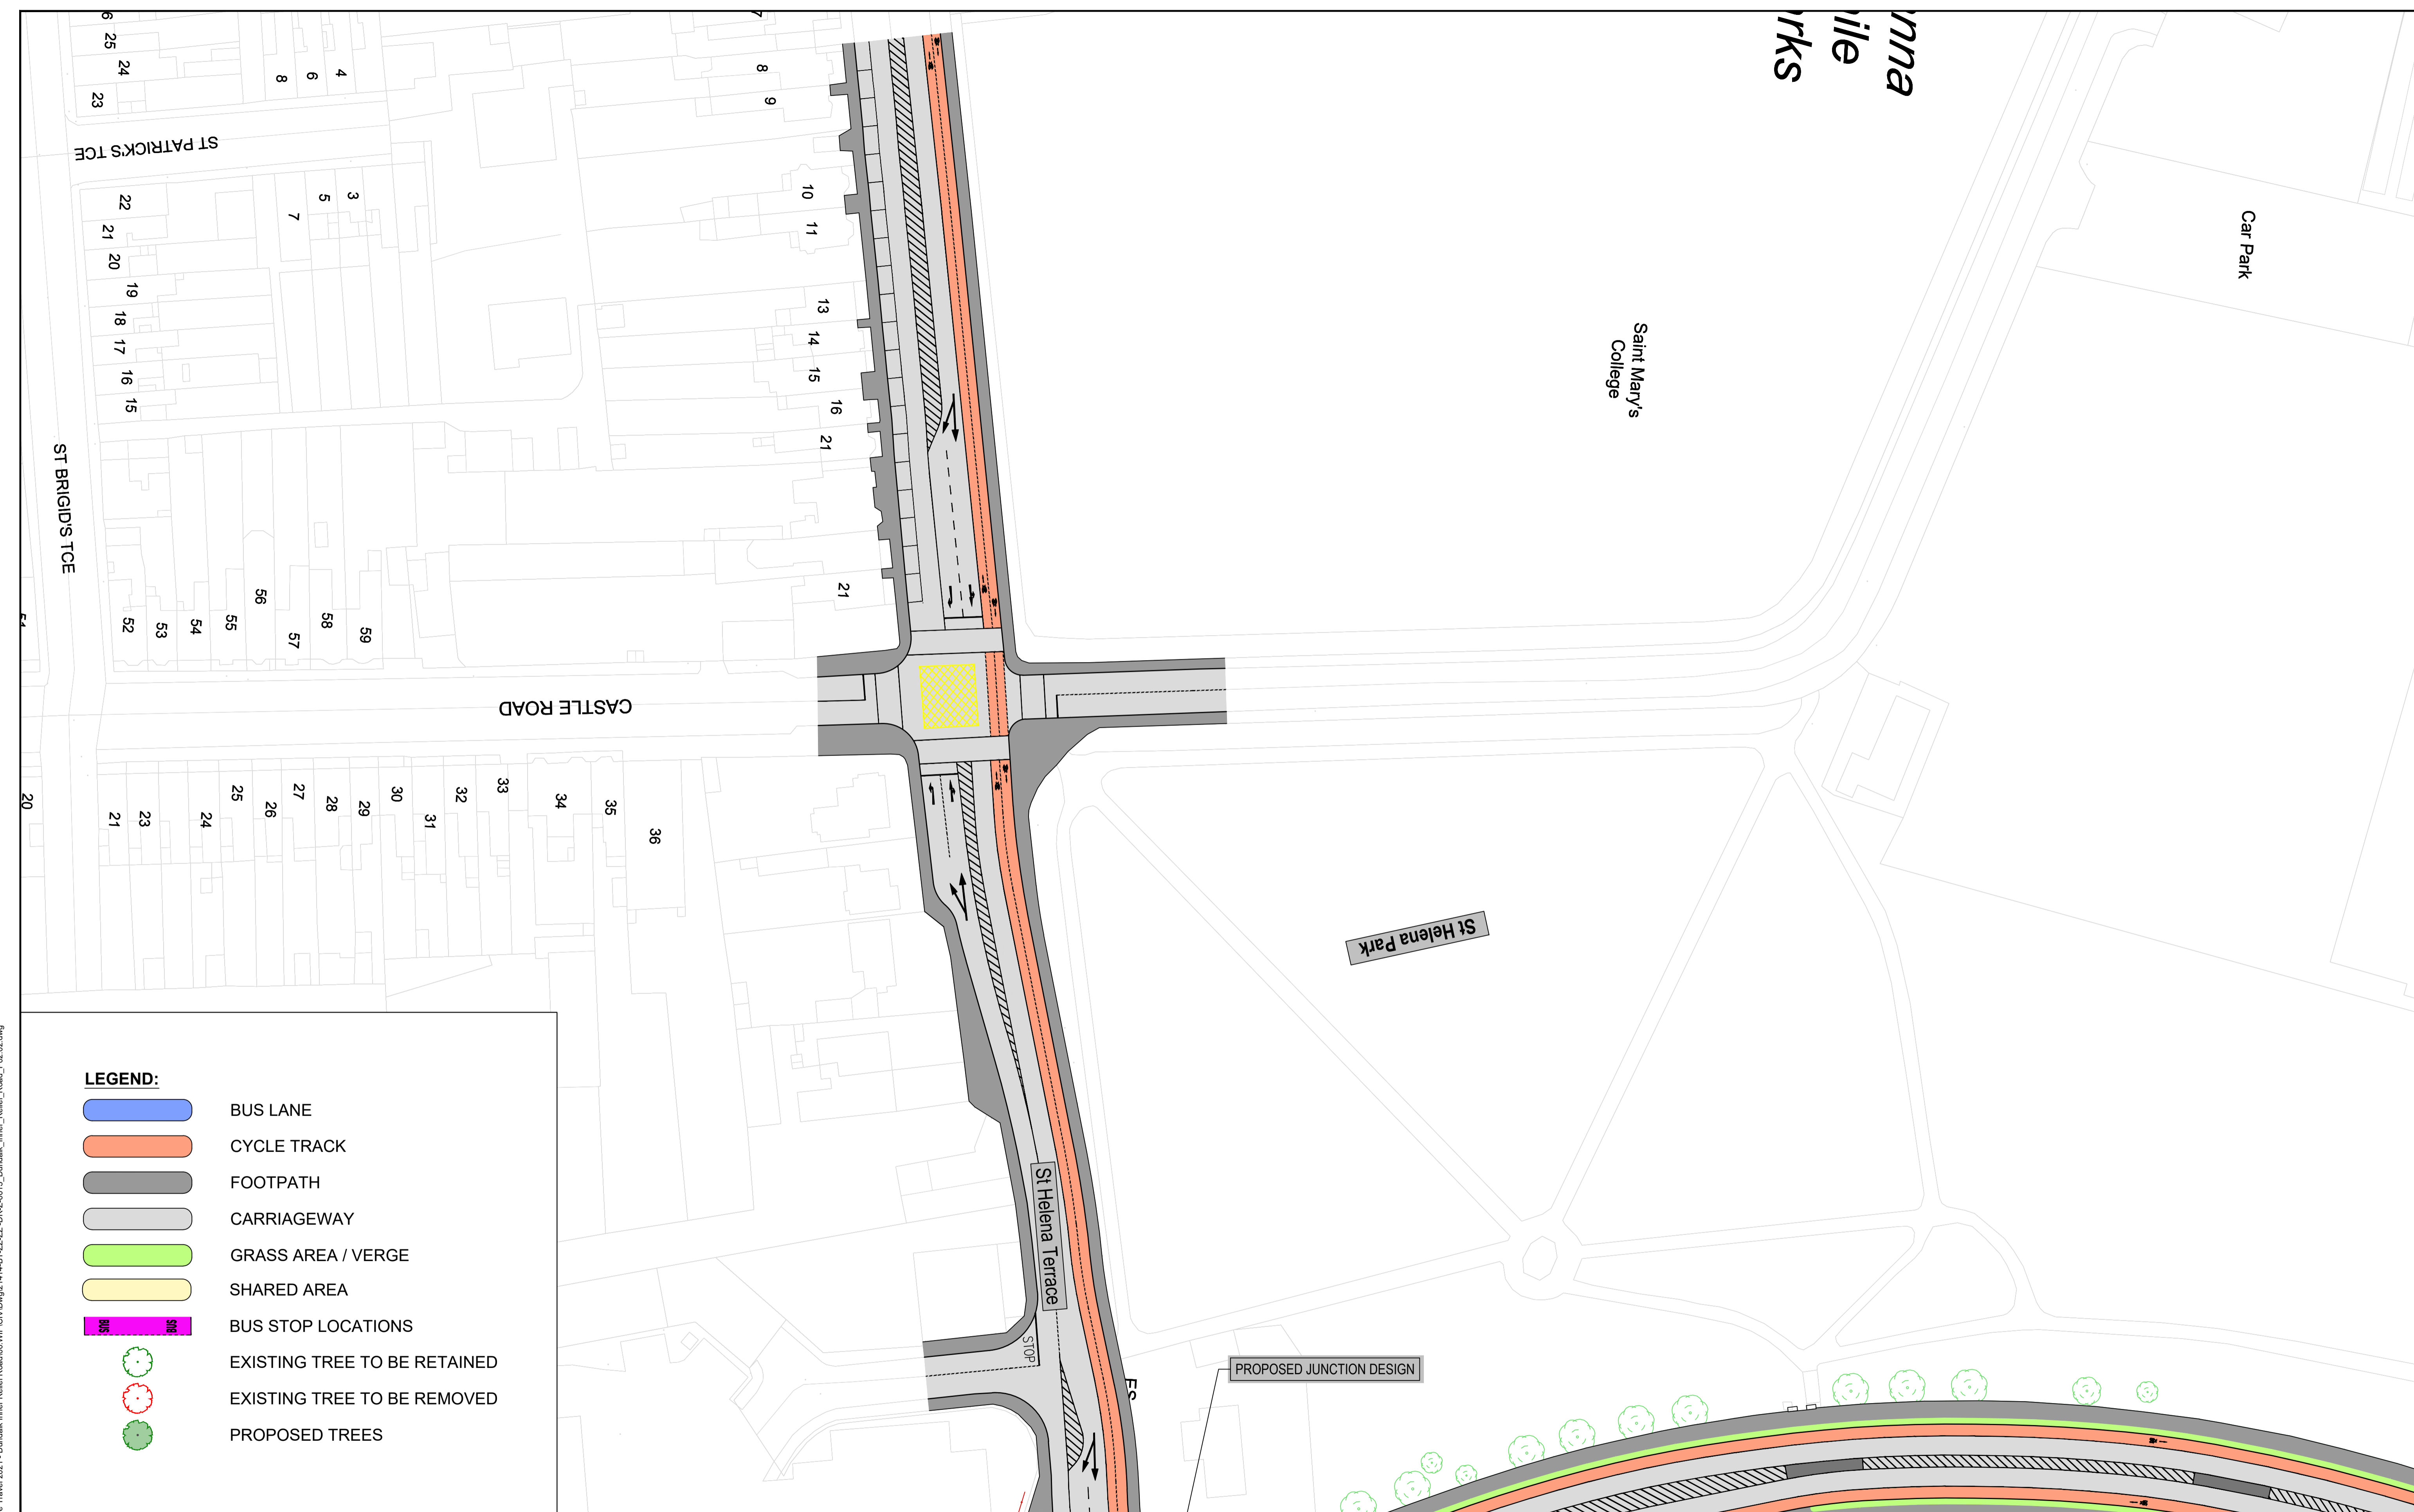 25
24
23
8
6
4
ST PATRICK'S TCE
22
21
20
19
18
17
16
15
7
5
3
8
9
10
11
13
14
15
16
21
21
ST BRIGID'S TCE
52
53
54
55
56
57
58
59
CASTLE ROAD
20
21
23
24
25
26
27
28
29
30
31
32
33
34
35
36
Saint Mary's
College
Car Park
St Helena Park
St Helena Terrace
STOP
PROPOSED JUNCTION DESIGN
LEGEND:
BUS LANE
CYCLE TRACK
FOOTPATH
CARRIAGEWAY
GRASS AREA / VERGE
SHARED AREA
BUS BUS
BUS STOP LOCATIONS
EXISTING TREE TO BE RETAINED
EXISTING TREE TO BE REMOVED
PROPOSED TREES